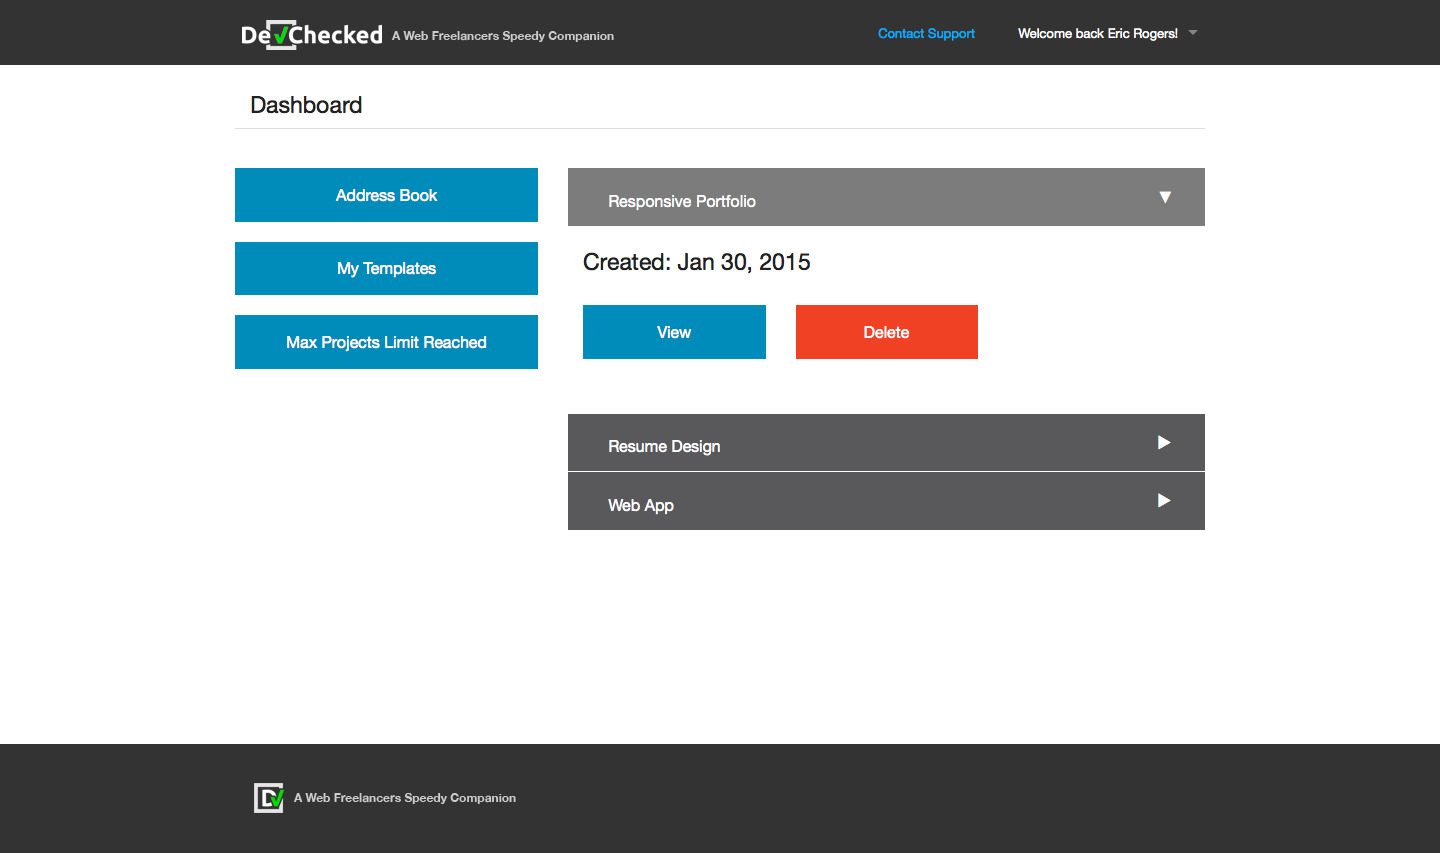 DevChecked A Web Freelancers Speedy Companion
Contact Support
Welcome back Eric Rogers!
Dashboard
Address Book
My Templates
Max Projects Limit Reached
Responsive Portfolio
Created: Jan 30, 2015
View
Delete
Resume Design
Web App
D A Web Freelancers Speedy Companion